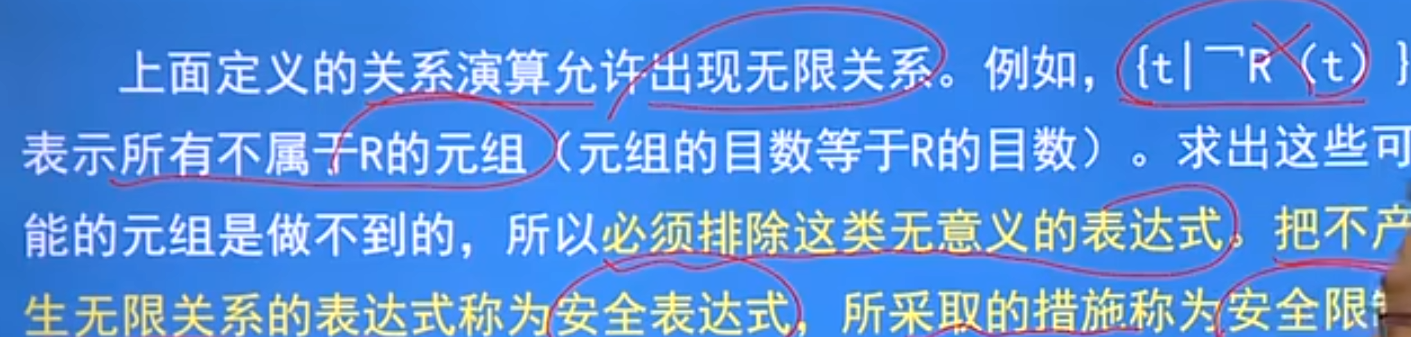 上面定义的关系演算允许出现无限关系。例如，{t|￢R（t）}
表示所有不属于R的元组（元组的目数等于R的目数）。求出这些可
能的元组是做不到的，所以必须排除这类无意义的表达式。把不产
生无限关系的表达式称为安全表达式，所采取的措施称为安全限